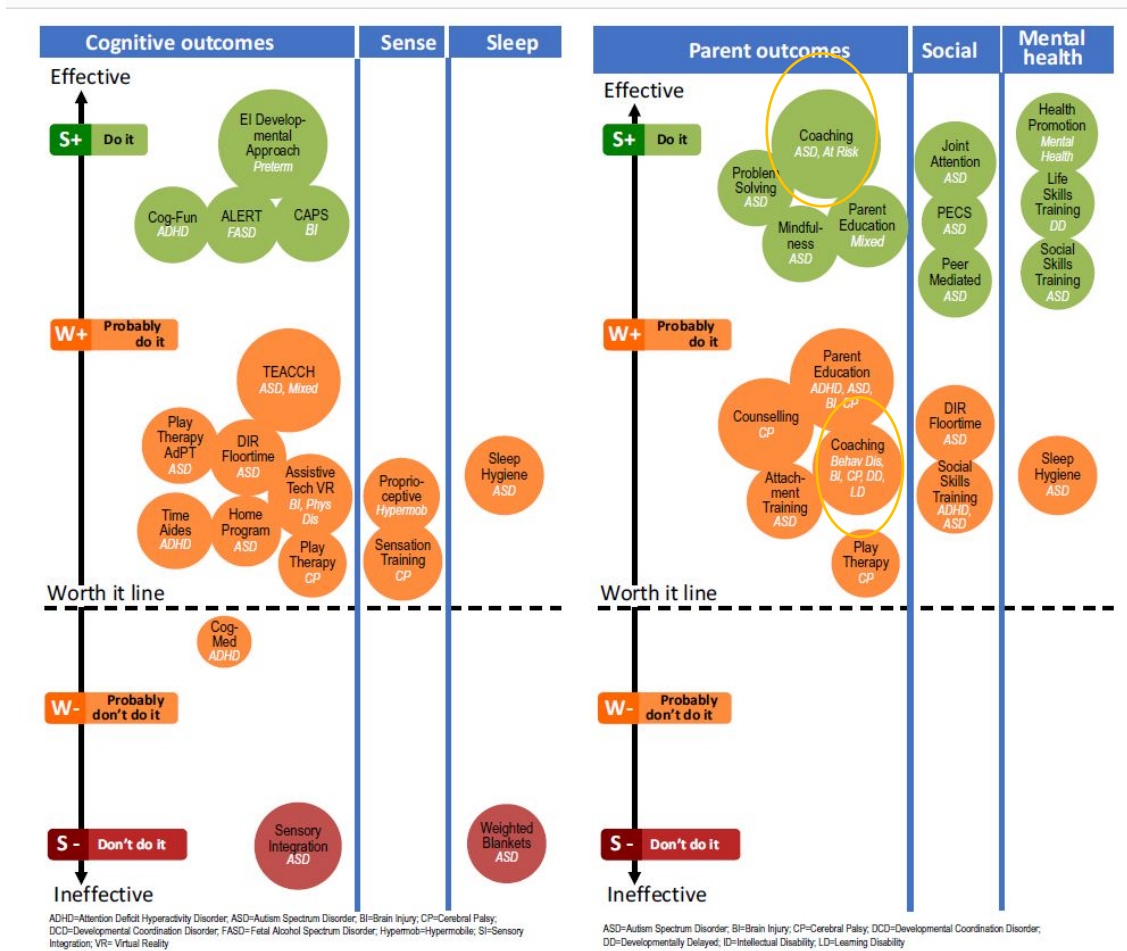 Cognitive outcomes
Sense
Sleep
Effective
S+ Do it
EI Develop-
mental
Approach
Preterm
Cog-Fun
ADHD
ALERT
FASD
CAPS
BI
W+ Probably
do it
TEACCH
ASD, Mixed
Play
Therapy
AdPT
ASD
DIR
Floortime
ASD
Assistive
Tech VR
BI, Phys
Dis
Time
Aides
ADHD
Home
Program
ASD
Play
Therapy
CP
Proprio-
ceptive
Hypermob
Sensation
Training
CP
Sleep
Hygiene
ASD
Worth it line
Cog-
Med
ADHD
W- Probably
don't do it
S - Don't do it
Sensory
Integration
ASD
Weighted
Blankets
ASD
Ineffective
ADHD=Attention Deficit Hyperactivity Disorder; ASD=Autism Spectrum Disorder; BI=Brain Injury; CP=Cerebral Palsy;
DCD=Developmental Coordination Disorder; FASD=Fetal Alcohol Spectrum Disorder; Hypermob=Hypermobile; SI=Sensory
Integration; VR= Virtual Reality
Parent outcomes
Social
Mental
health
Effective
S+ Do it
Coaching
ASD, At Risk
Problem
Solving
ASD
Mindful-
ness
ASD
Parent
Education
Mixed
Joint
Attention
ASD
PECS
ASD
Peer
Mediated
ASD
Health
Promotion
Mental
Health
Life
Skills
Training
DD
Social
Skills
Training
ASD
W+ Probably
do it
Parent
Education
ADHD, ASD,
BI, CP
Counselling
CP
Coaching
Behav Dis,
BI, CP, DD,
LD
Attach-
ment
Training
ASD
Play
Therapy
CP
DIR
Floortime
ASD
Social
Skills
Training
ADHD,
ASD
Sleep
Hygiene
ASD
Worth it line
W- Probably
don't do it
S - Don't do it
Ineffective
ASD=Autism Spectrum Disorder; BI=Brain Injury; CP=Cerebral Palsy; DCD=Developmental Coordination Disorder;
DD=Developmentally Delayed; ID=Intellectual Disability; LD=Learning Disability